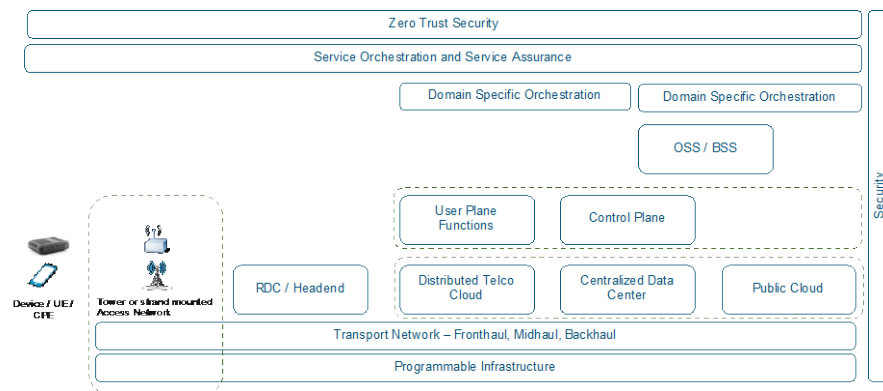 Zero Trust Security
Service Orchestration and Service Assurance
Domain Specific Orchestration
Domain Specific Orchestration
OSS / BSS
Security
User Plane
Functions
Control Plane
Device / UE /
CPE
Tower or strand mounted
Access Network
RDC / Headend
Distributed Telco
Cloud
Centralized Data
Center
Public Cloud
Transport Network – Fronthaul, Midhaul, Backhaul
Programmable Infrastructure